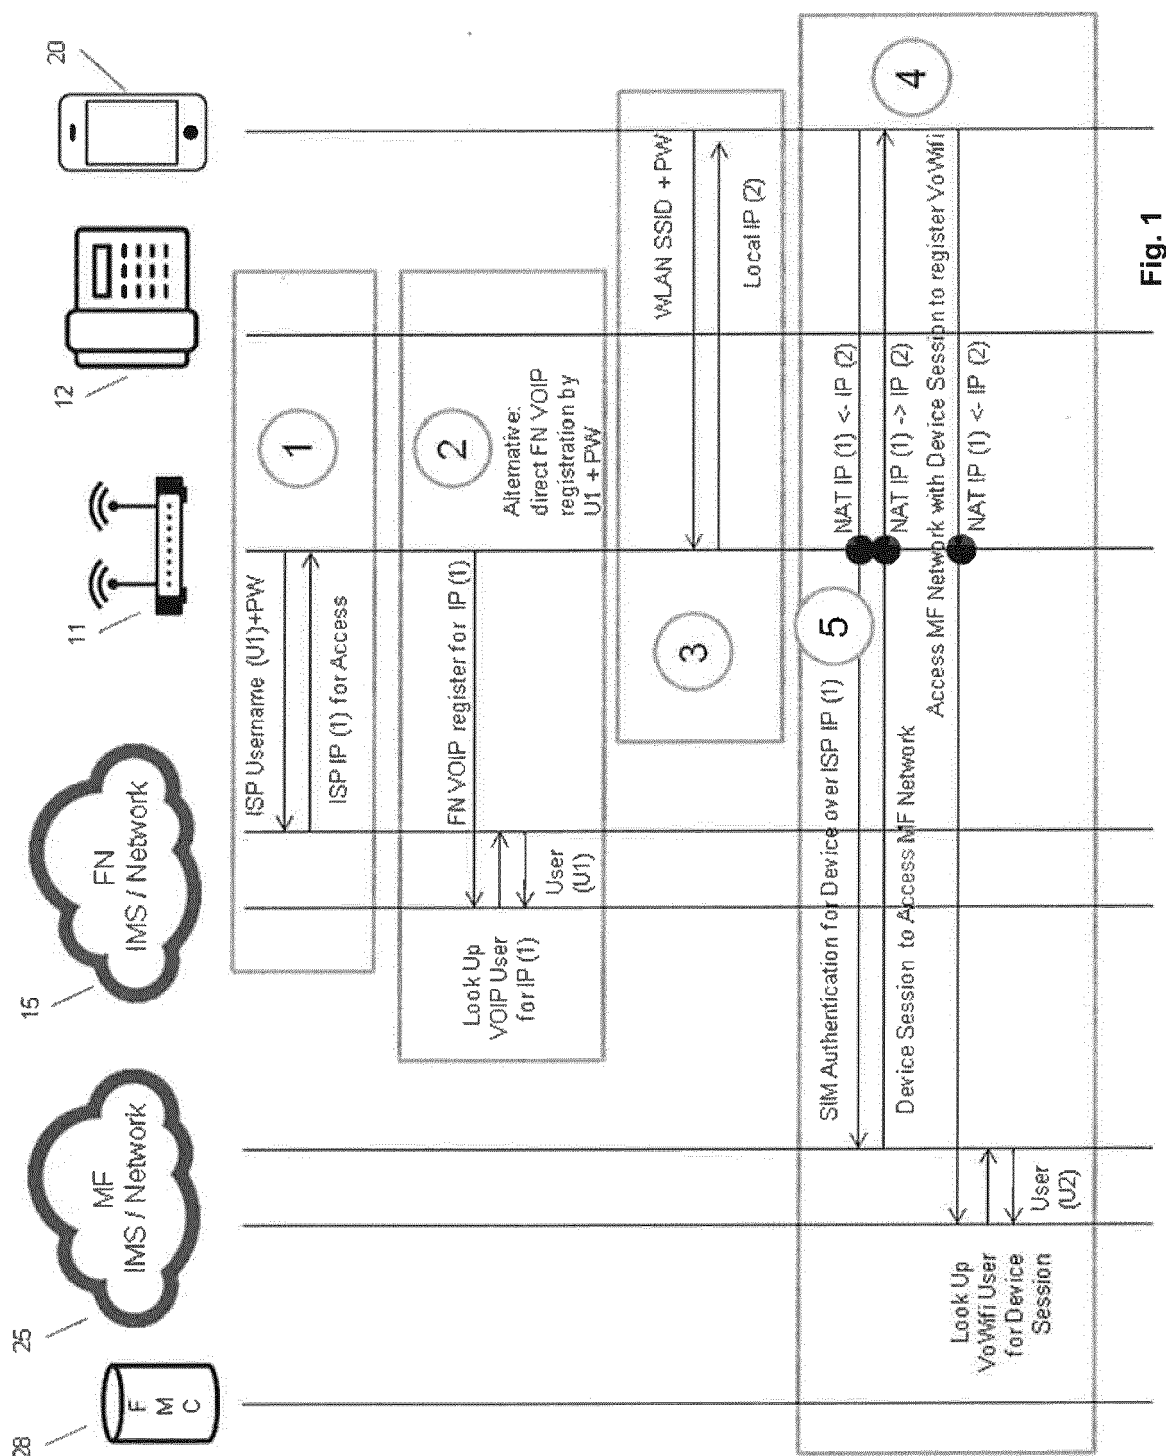 28
25
15
11
12
20
F
M
C
MF
IMS / Network
FN
IMS / Network
ISP Username (U1)+PW
ISP IP (1) for Access
1
FN VOIP register for IP (1)
2
Alternative:
direct FN VOIP
registration by
U1 + PW
Look Up
VOIP User
for IP (1)
User
(U1)
3
WLAN SSID + PW
Local IP (2)
4
5
SIM Authentication for Device over ISP IP (1)
NAT IP (1) <- IP (2)
Device Session to Access MF Network
NAT IP (1) -> IP (2)
Access MF Network with Device Session to register VoWifi
NAT IP (1) <- IP (2)
Look Up
VoWifi User
for Device
Session
User
(U2)
Fig. 1